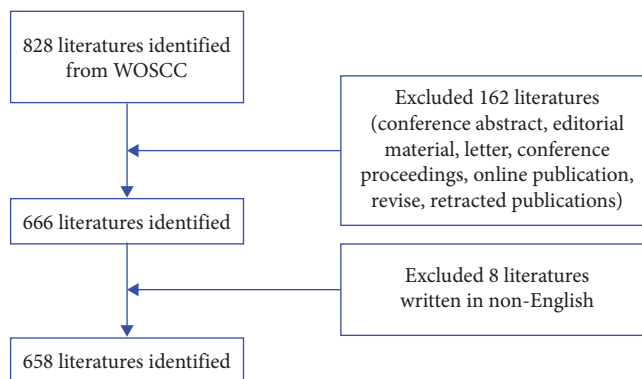 828 literatures identified
from WOSCC
Excluded 162 literatures
(conference abstract, editorial
material, letter, conference
proceedings, online publication,
revise, retracted publications)
666 literatures identified
Excluded 8 literatures
written in non-English
658 literatures identified